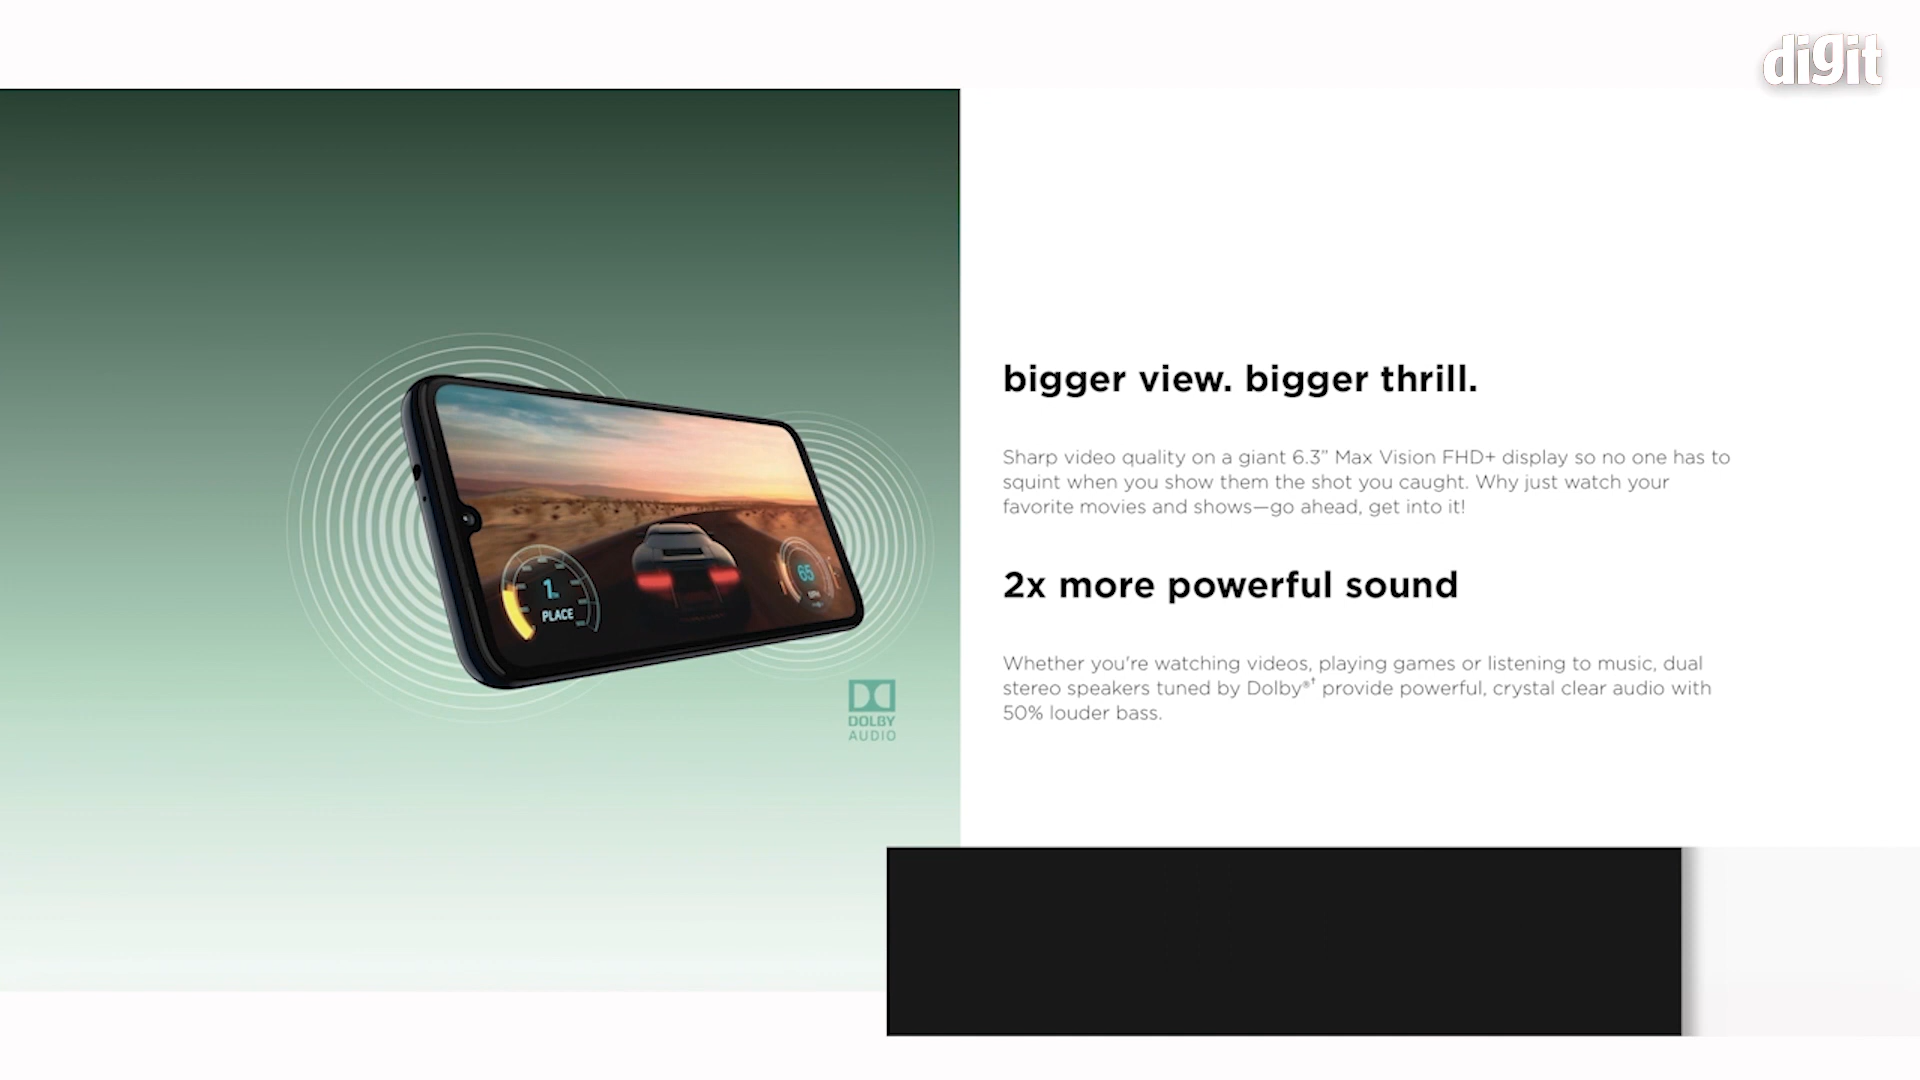 digit
bigger view. bigger thrill.
Sharp video quality on a giant 6.3” Max Vision FHD+ display so no one has to
squint when you show them the shot you caught. Why just watch your
favorite movies and shows—go ahead, get into it!
2x more powerful sound
Whether you're watching videos, playing games or listening to music, dual
stereo speakers tuned by Dolby®† provide powerful, crystal clear audio with
50% louder bass.
1
PLACE
65
MPH
DOLBY
AUDIO